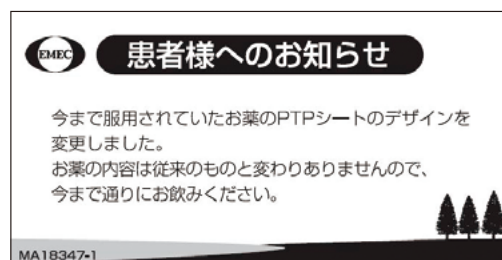 EMEC
患者様へのお知らせ
今まで服用されていたお薬のPTPシートのデザインを
変更しました。
お薬の内容は従来のものと変わりありませんので、
今まで通りにお飲みください。
MA18347-1